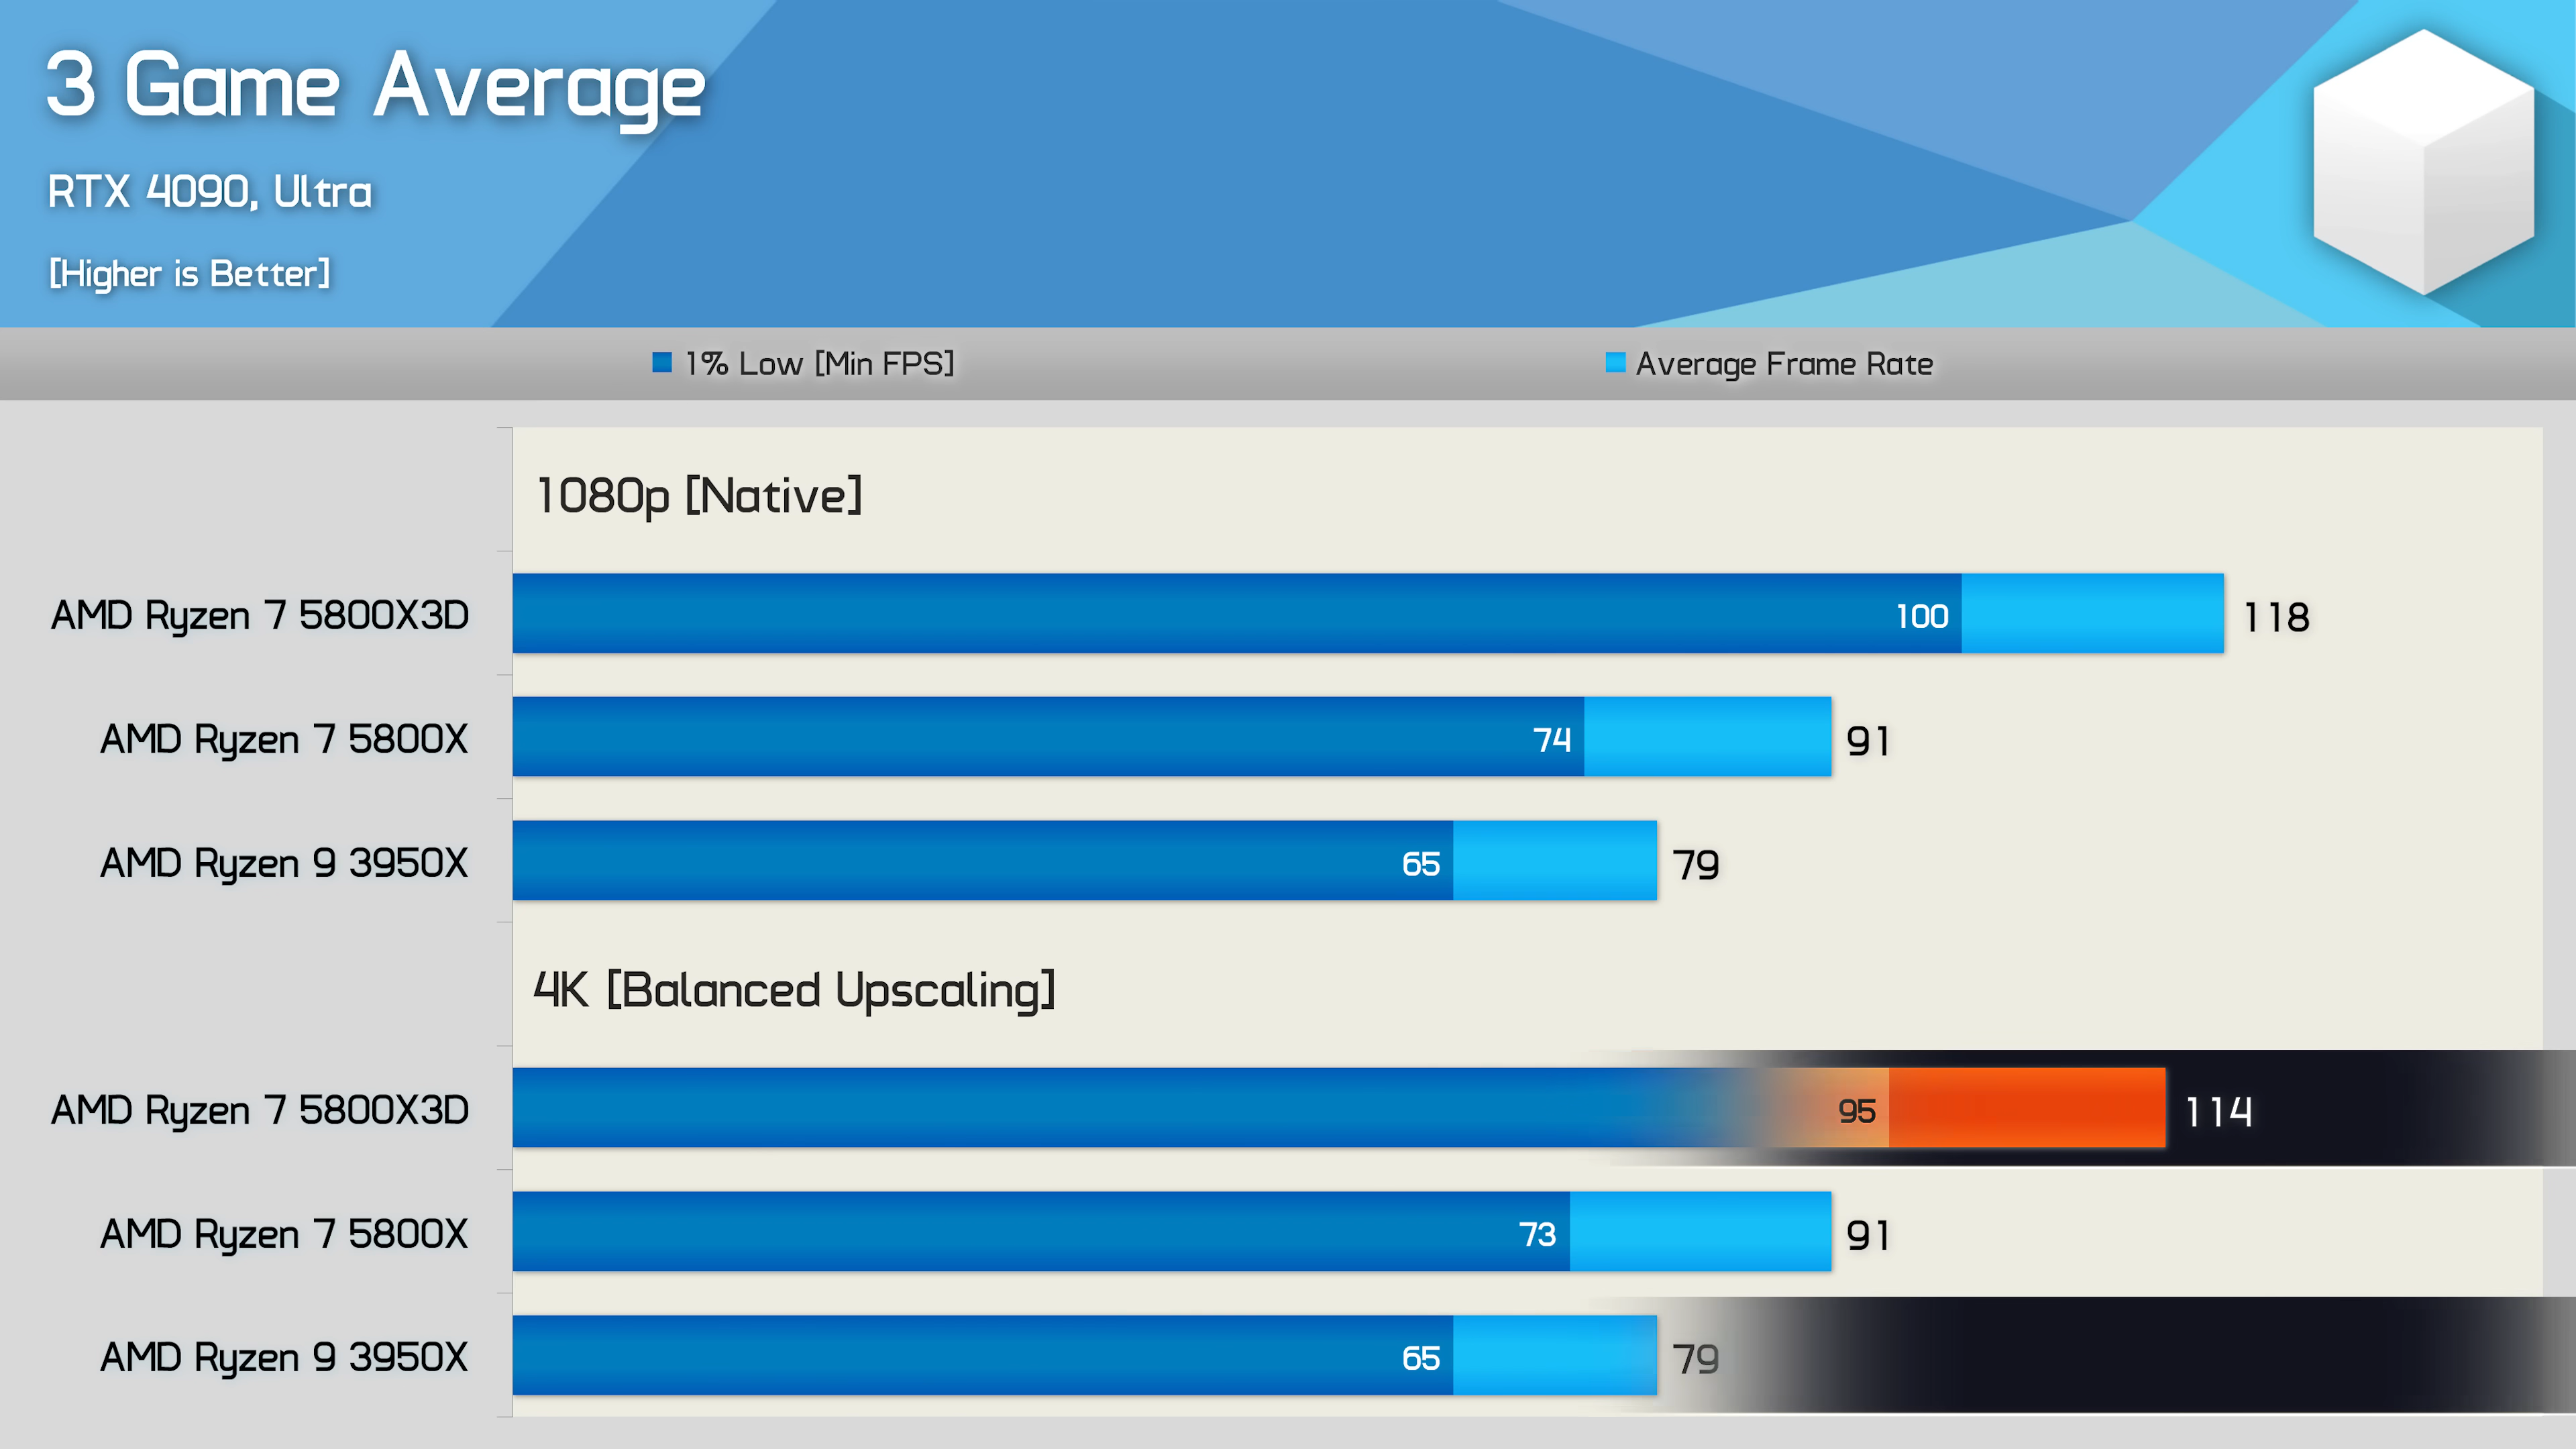 3 Game Average
RTX 4090, Ultra
[Higher is Better]
1% Low [Min FPS] Average Frame Rate
1080p [Native]
AMD Ryzen 7 5800X3D 100 118
AMD Ryzen 7 5800X 74 91
AMD Ryzen 9 3950X 65 79
4K [Balanced Upscaling]
AMD Ryzen 7 5800X3D 95 114
AMD Ryzen 7 5800X 73 91
AMD Ryzen 9 3950X 65 79